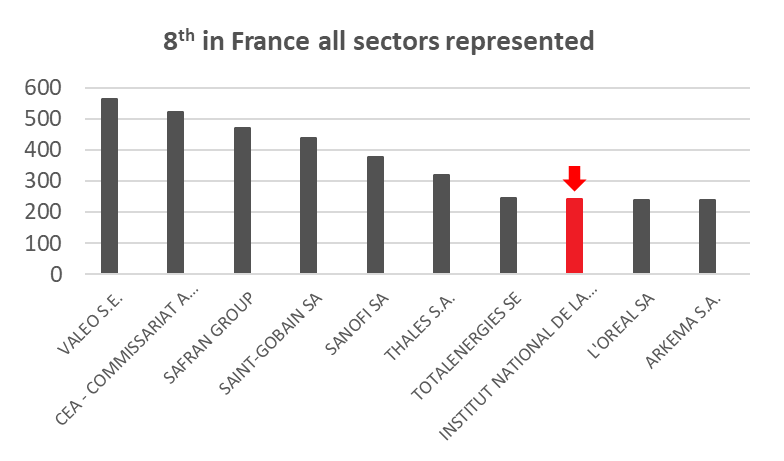 8th in France all sectors represented
600
500
400
300
200
100
0
VALEO S.E.
CEA - COMMISSARIAT A…
SAFRAN GROUP
SAINT-GOBAIN SA
SANOFI SA
THALES S.A.
TOTALENERGIES SE
INSTITUT NATIONAL DE LA…
L'OREAL SA
ARKEMA S.A.